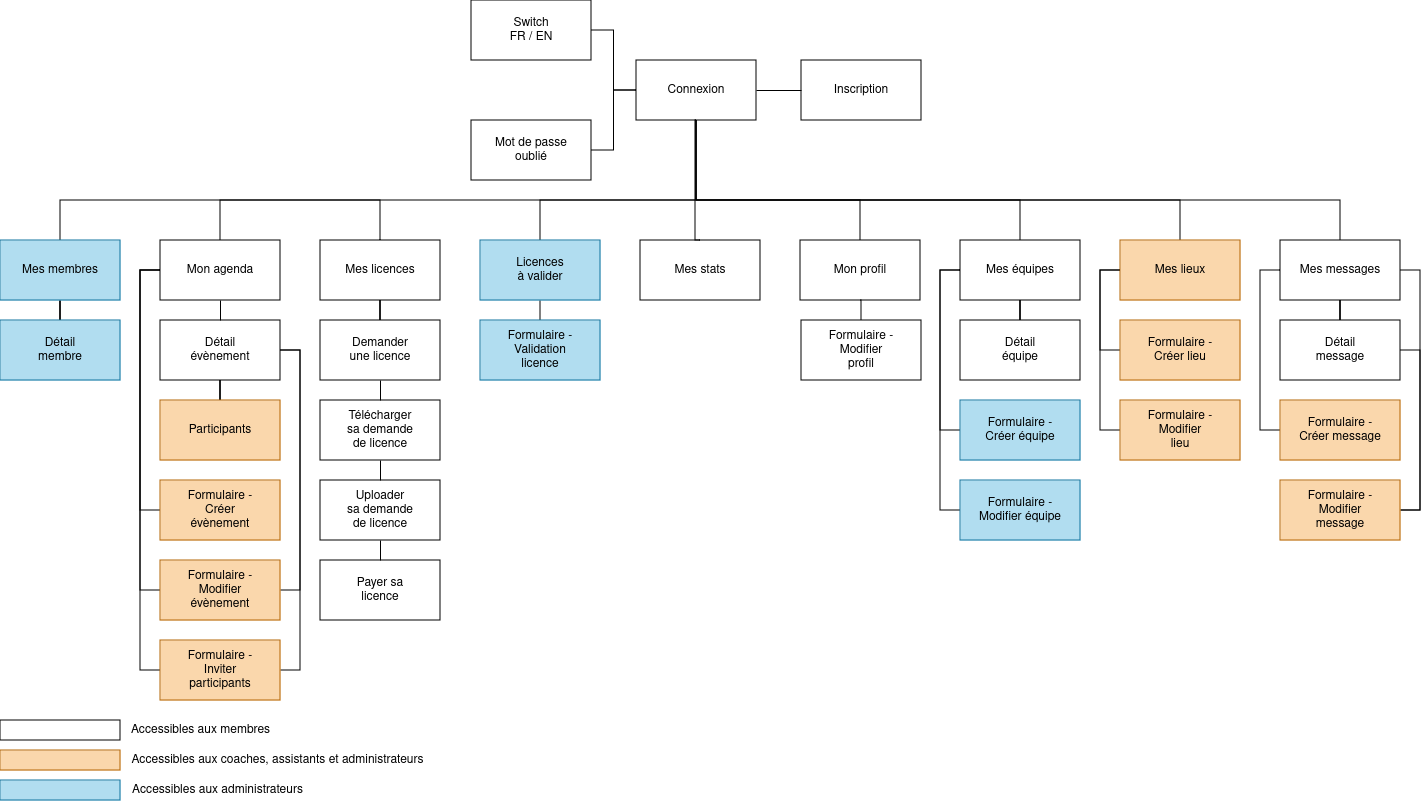 Switch
FR / EN
Connexion
Inscription
Mot de passe
oublié
Mes membres
Mon agenda
Mes licences
Licences
à valider
Mes stats
Mon profil
Mes équipes
Mes lieux
Mes messages
Détail
membre
Détail
évènement
Demander
une licence
Formulaire -
Validation
licence
Formulaire -
Modifier
profil
Détail
équipe
Formulaire -
Créer lieu
Détail
message
Participants
Télécharger
sa demande
de licence
Formulaire -
Créer équipe
Formulaire -
Modifier
lieu
Formulaire -
Créer message
Formulaire -
Créer
évènement
Uploader
sa demande
de licence
Formulaire -
Modifier équipe
Formulaire -
Modifier
message
Formulaire -
Modifier
évènement
Payer sa
licence
Formulaire -
Inviter
participants
Accessibles aux membres
Accessibles aux coaches, assistants et administrateurs
Accessibles aux administrateurs